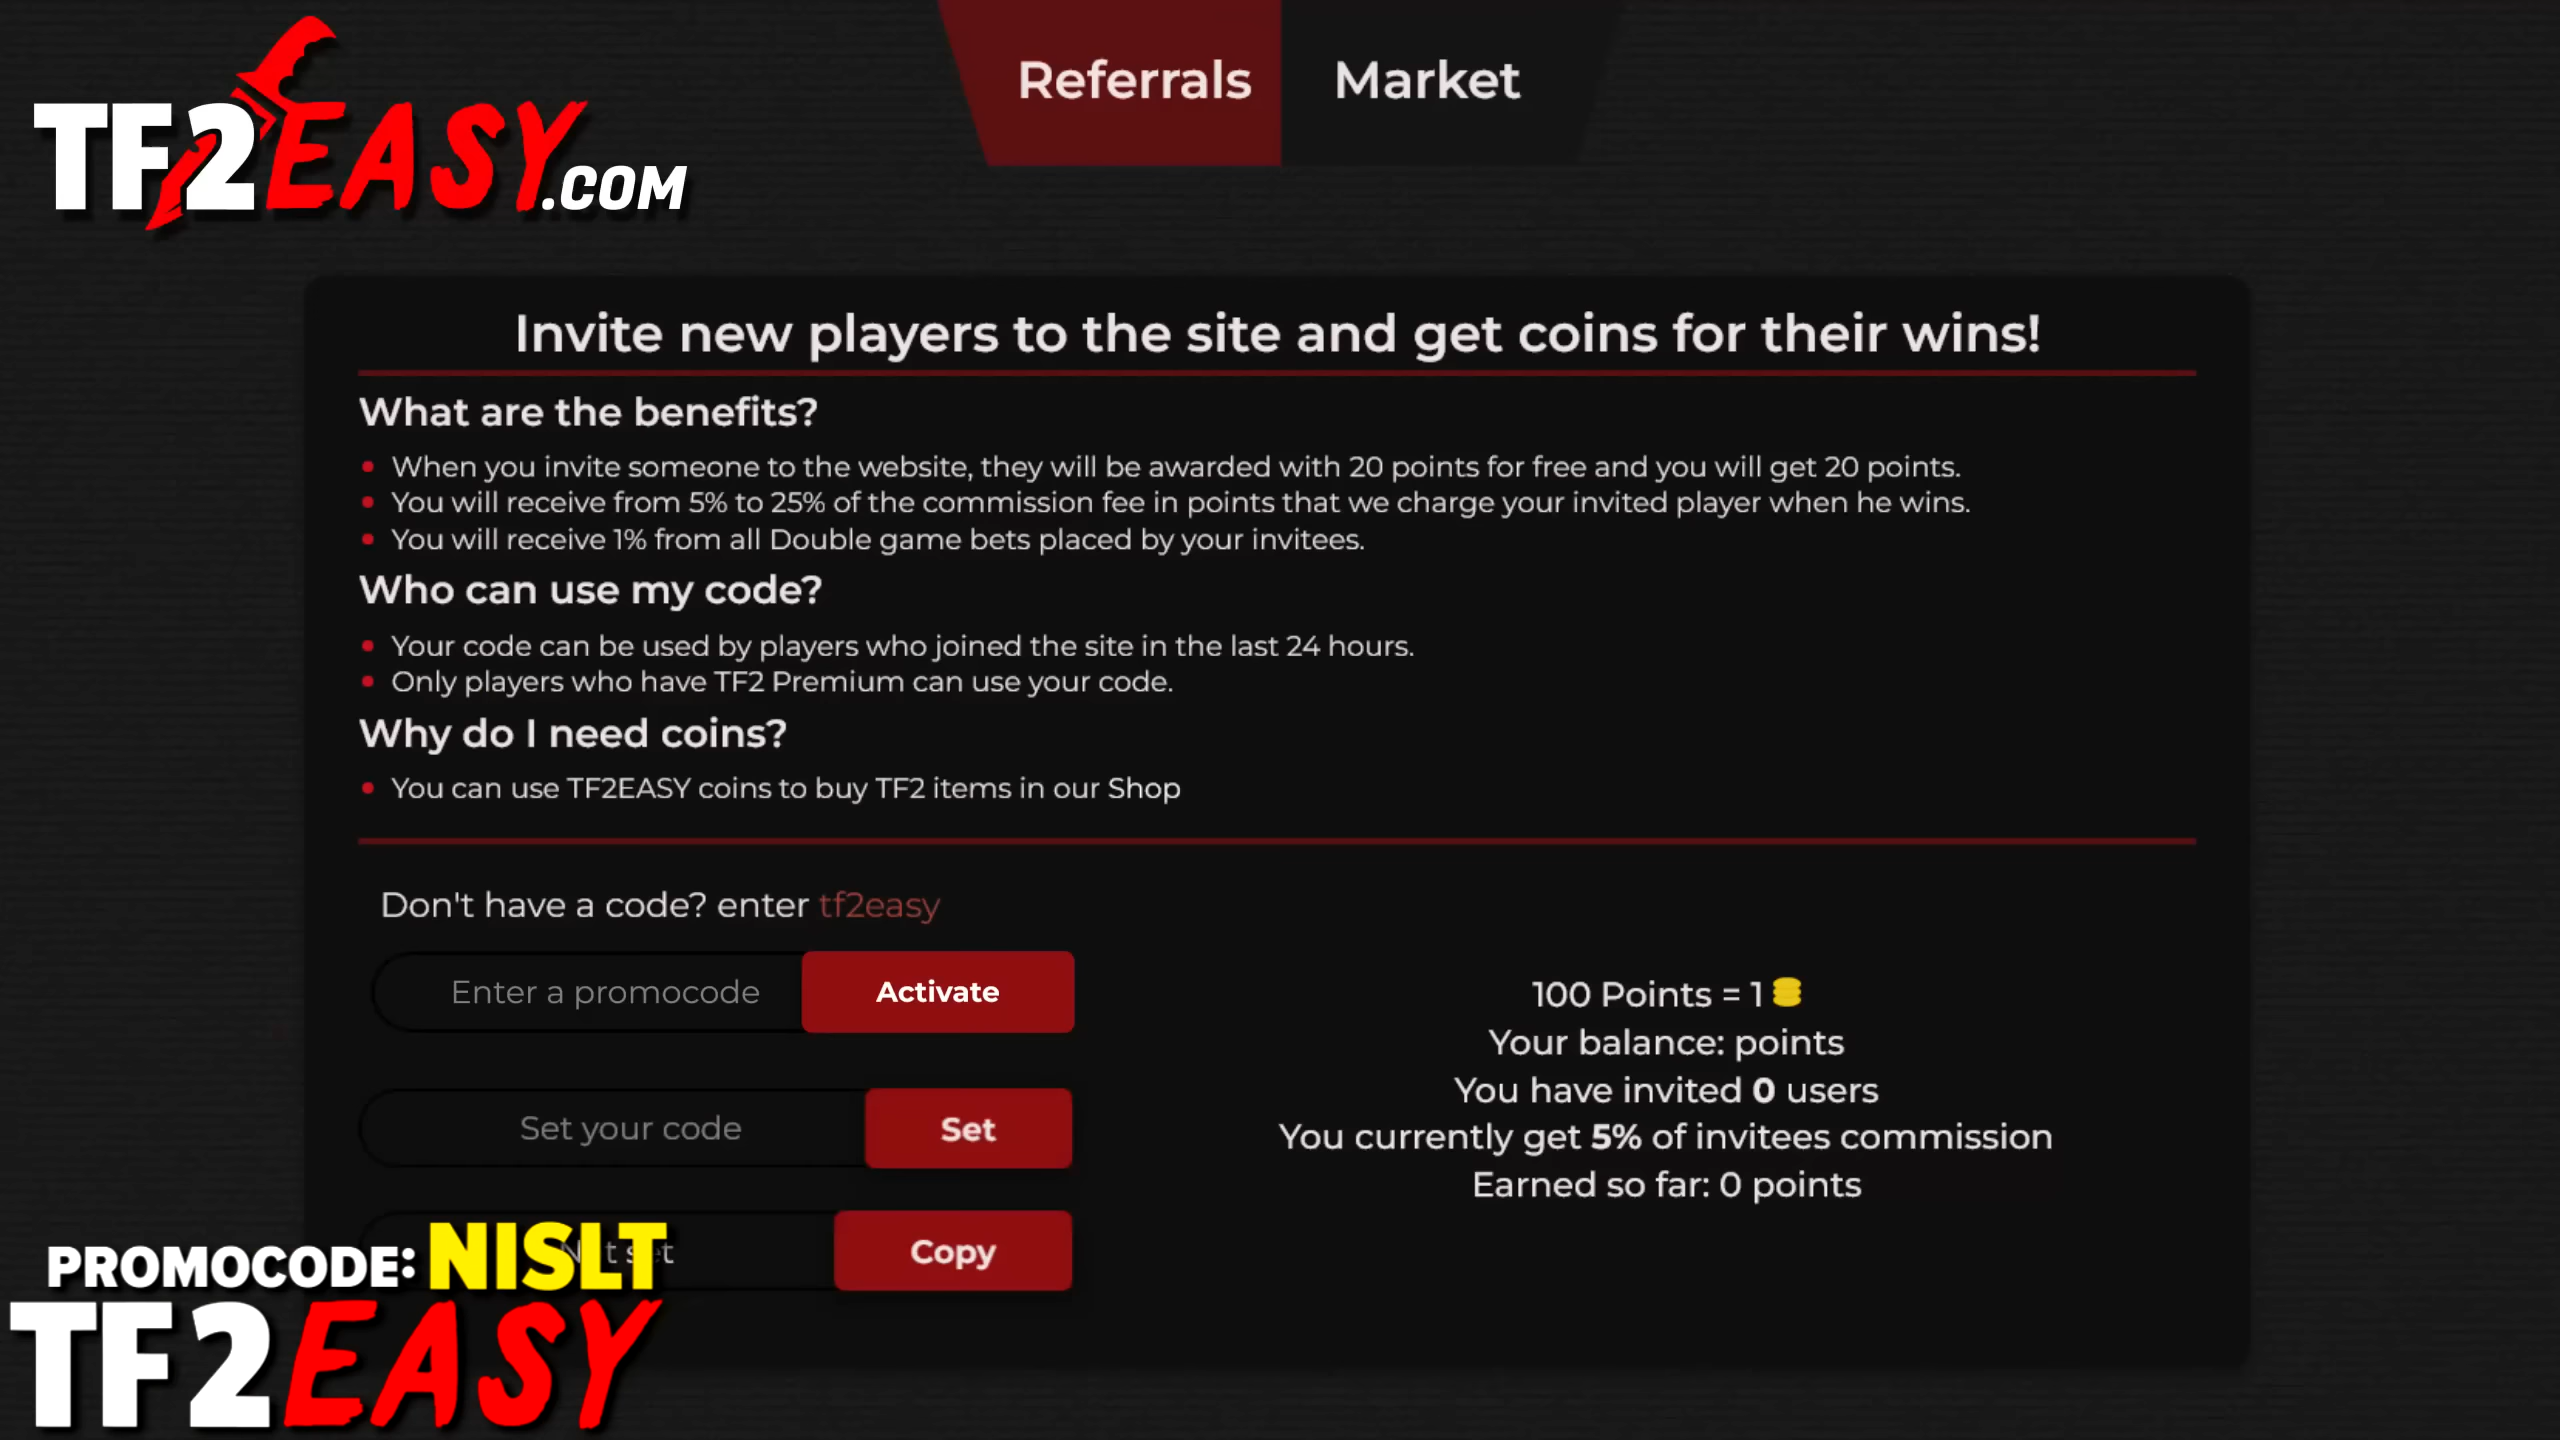 TF2EASY.COM
Referrals
Market
Invite new players to the site and get coins for their wins!
What are the benefits?
When you invite someone to the website, they will be awarded with 20 points for free and you will get 20 points.
You will receive from 5% to 25% of the commission fee in points that we charge your invited player when he wins.
You will receive 1% from all Double game bets placed by your invitees.
Who can use my code?
Your code can be used by players who joined the site in the last 24 hours.
Only players who have TF2 Premium can use your code.
Why do I need coins?
You can use TF2EASY coins to buy TF2 items in our Shop
Don't have a code? enter tf2easy
Enter a promocode
Activate
Set your code
Set
Copy
100 Points = 1
Your balance: points
You have invited 0 users
You currently get 5% of invitees commission
Earned so far: 0 points
PROMOCODE: NISLT
TF2EASY